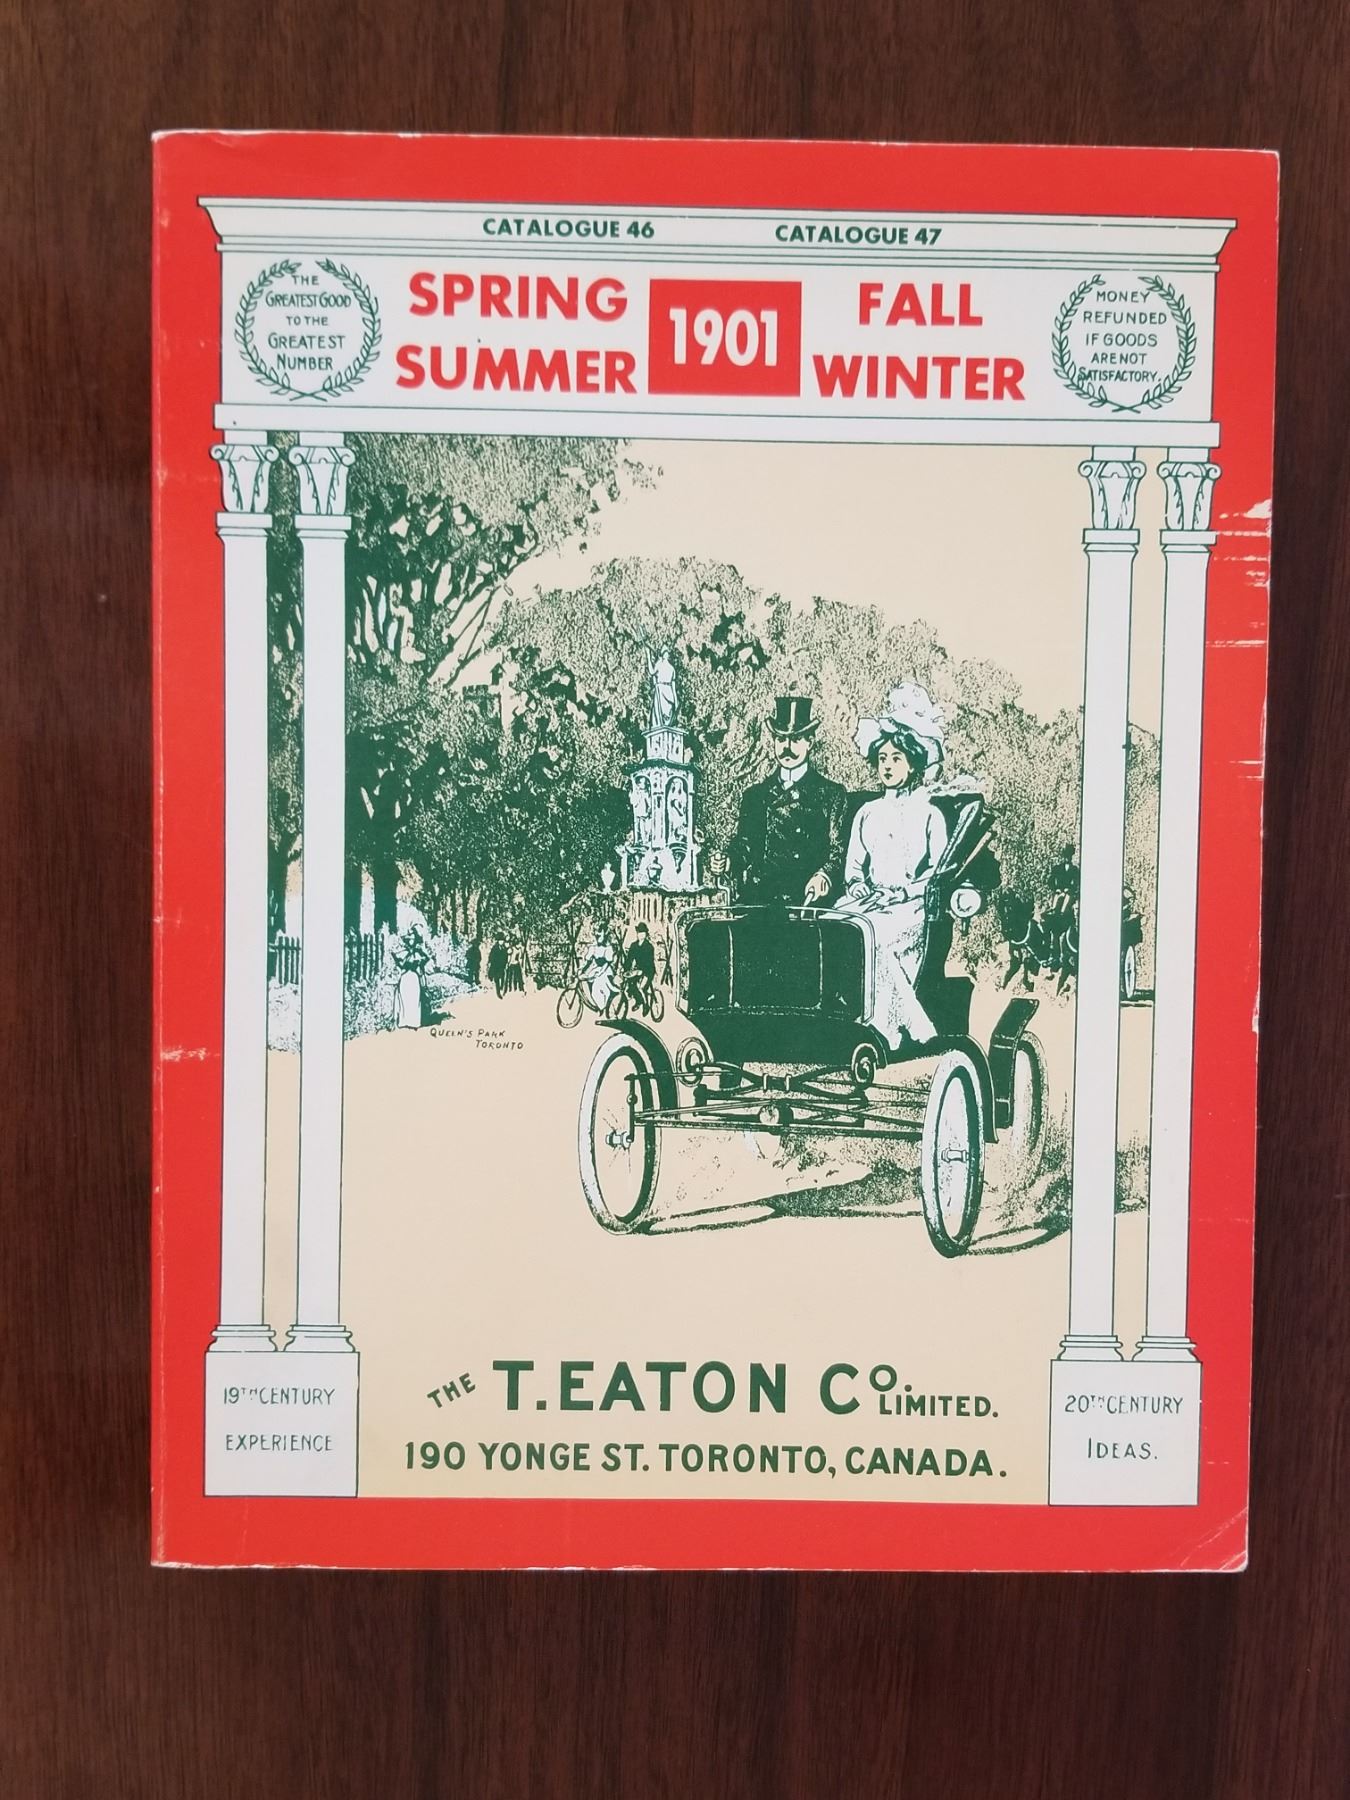 CATALOGUE 46
CATALOGUE 47
THE
GREATEST GOOD
TO THE
GREATEST
NUMBER
SPRING
SUMMER
1901
FALL
WINTER
MONEY
REFUNDED
IF GOODS
ARE NOT
SATISFACTORY.
QUEEN'S PARK
TORONTO
THE T. EATON CO. LIMITED.
190 YONGE ST. TORONTO, CANADA.
19TH CENTURY
EXPERIENCE
20TH CENTURY
IDEAS.